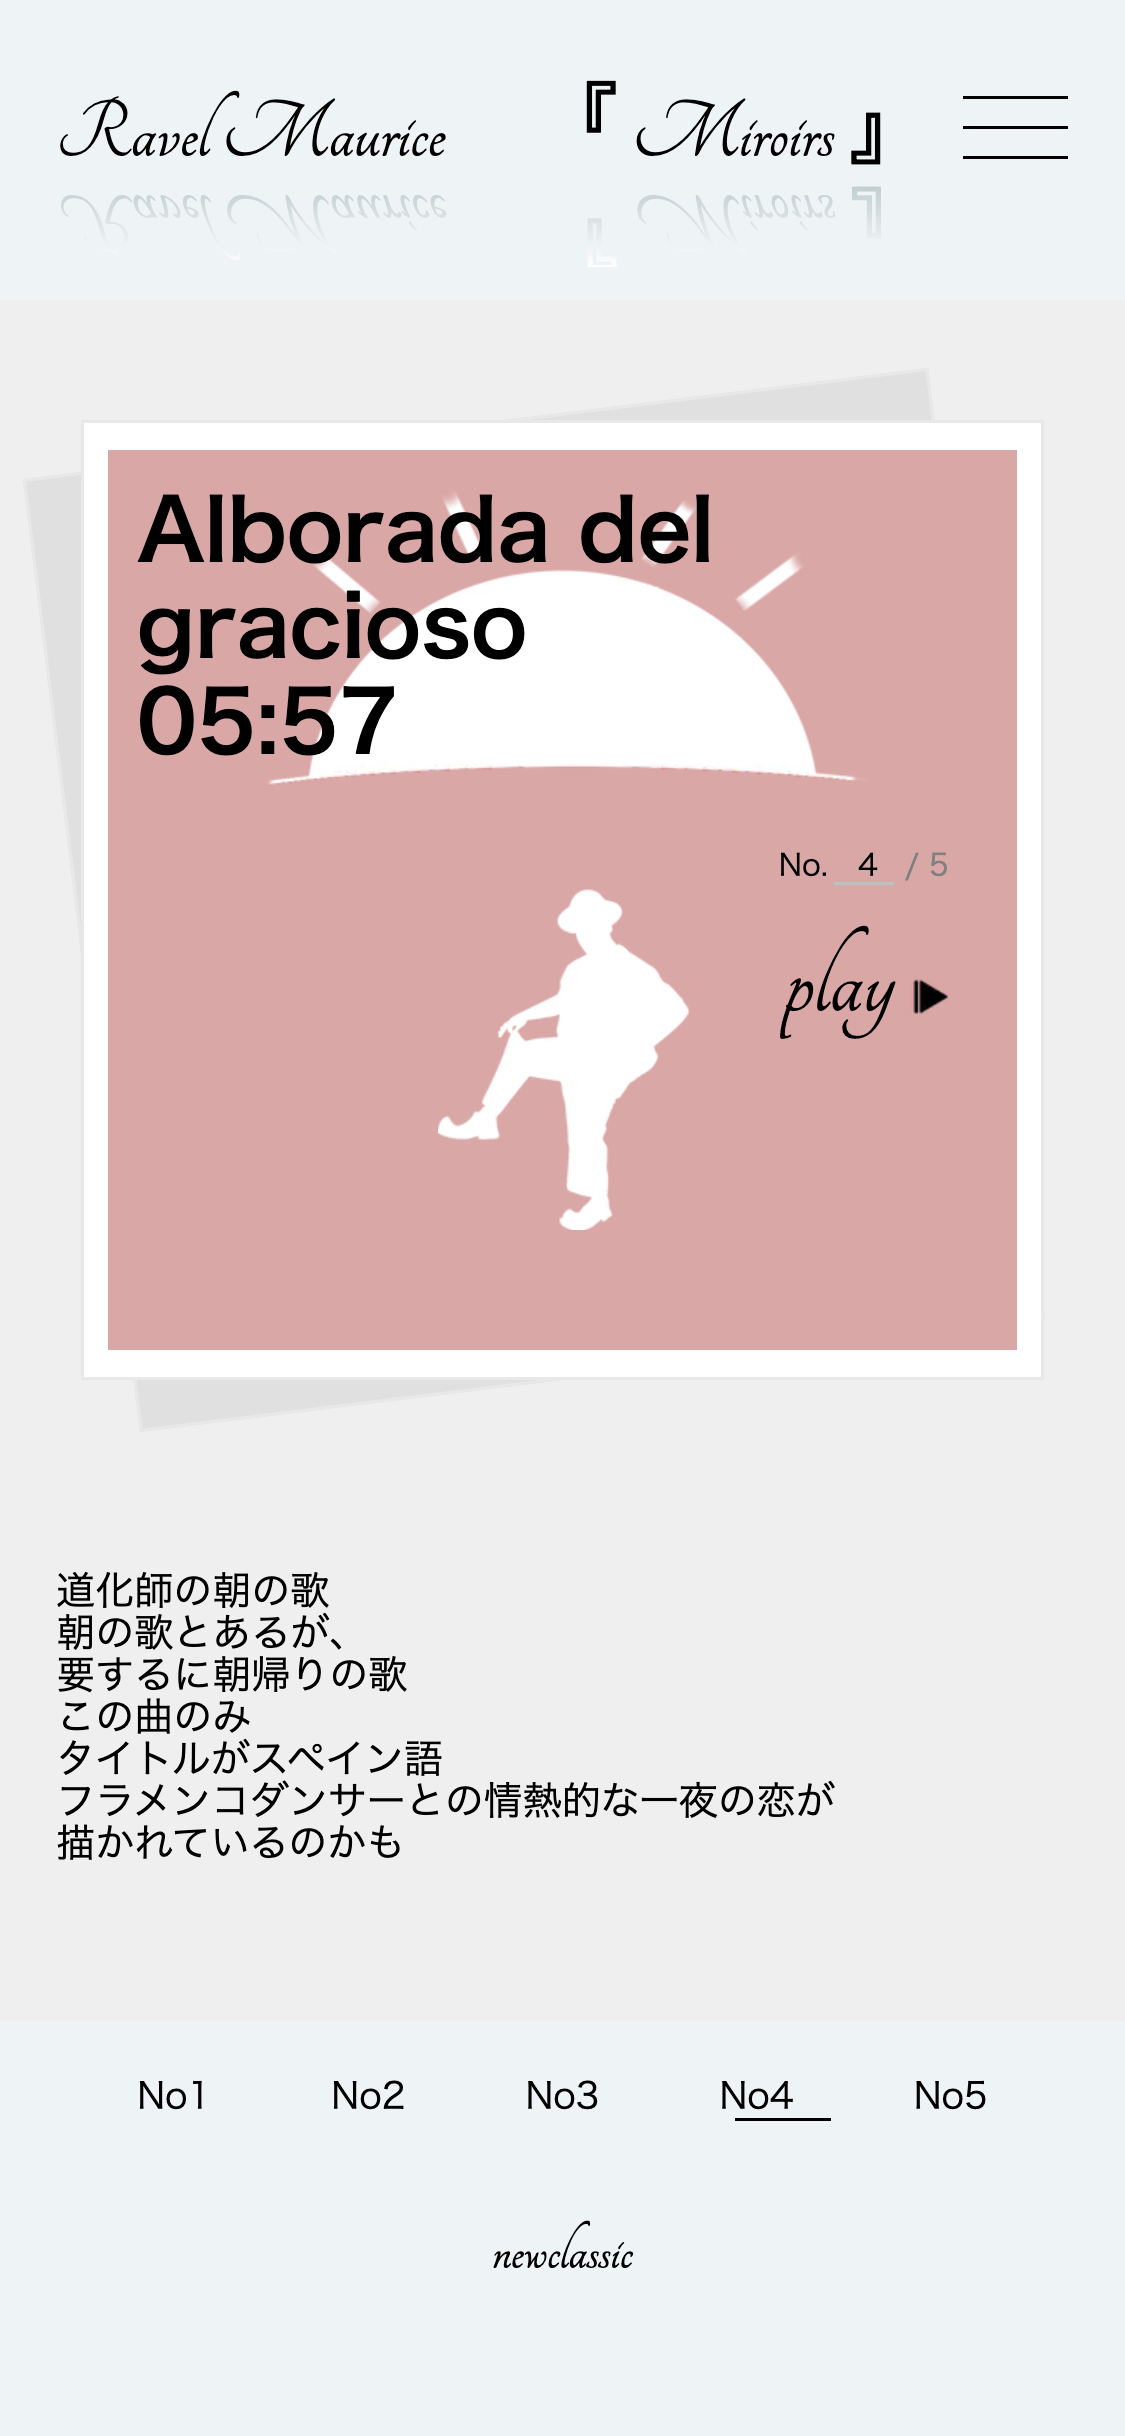 Ravel Maurice
『 Miroirs 』
Alborada del
gracioso
05:57
No. 4 / 5
play
道化師の朝の歌
朝の歌とあるが、
要するに朝帰りの歌
この曲のみ
タイトルがスペイン語
フラメンコダンサーとの情熱的な一夜の恋が
描かれているのかも
No1 No2 No3 No4 No5
newclassic